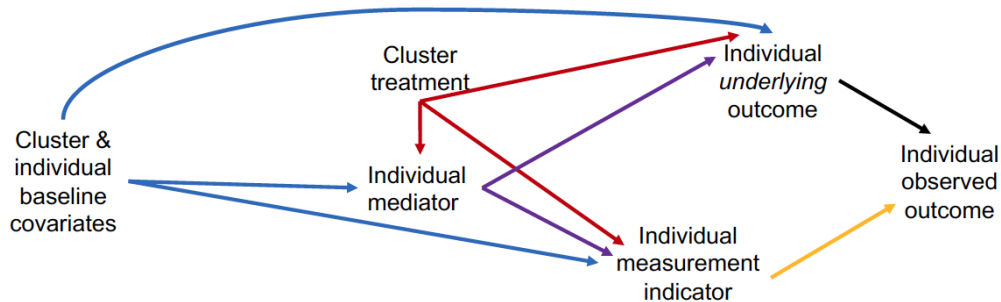 Cluster &
individual
baseline
covariates
Cluster
treatment
Individual
mediator
Individual
underlying
outcome
Individual
measurement
indicator
Individual
observed
outcome